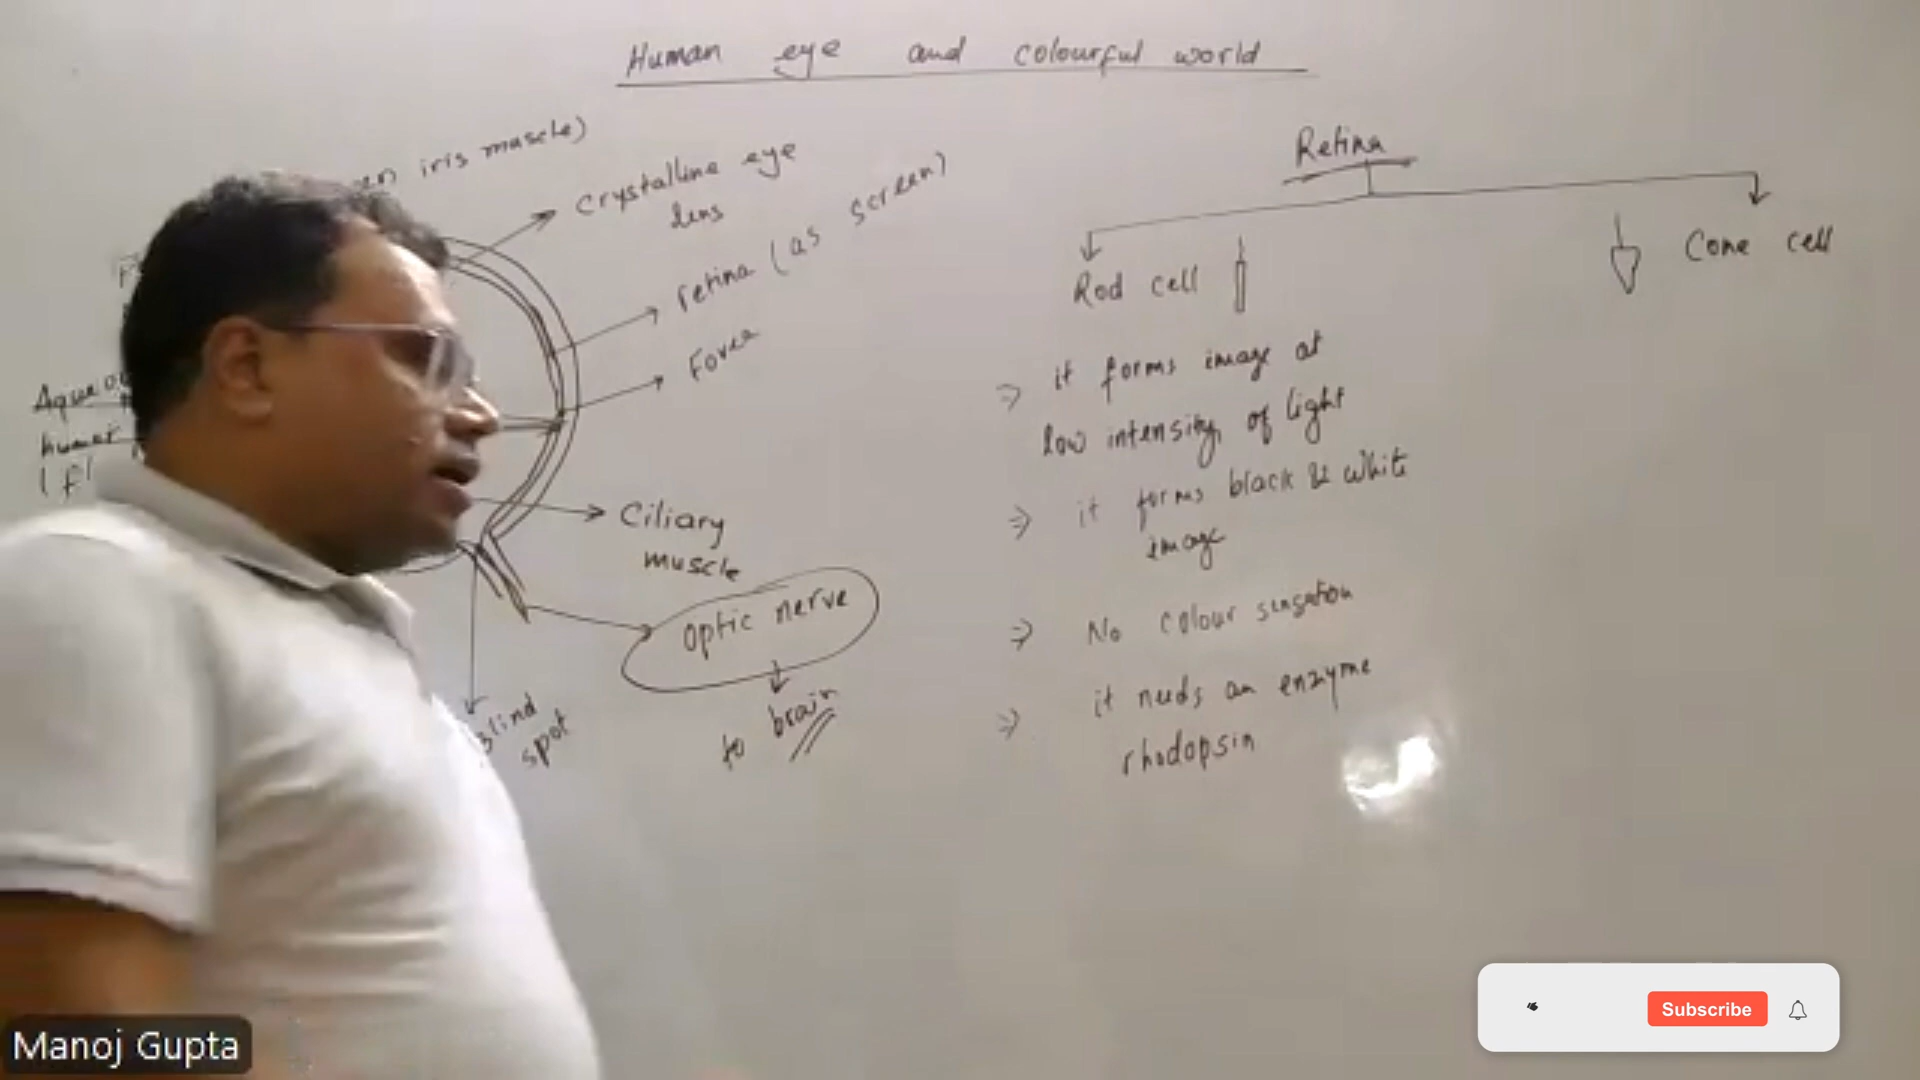 Human eye and colourful world
iris muscle)
Crystalline eye
lens
retina (as screen)
Fovea
humor
Ciliary
muscle
optic nerve
to brain
spot
Retina
Rod cell
Cone cell
⇒ it forms image at
low intensity of light
⇒ it forms black & white
image
⇒ No colour sensation
⇒ it needs an enzyme
rhodopsin
Manoj Gupta
Subscribe